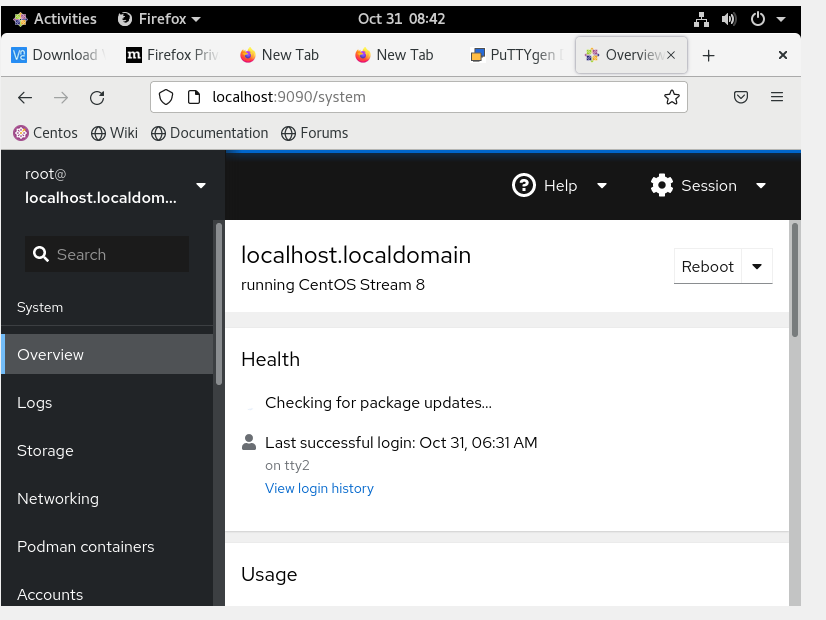 Activities Firefox Oct 31 08:42
Download Firefox Priv New Tab New Tab PuTTYgen Overview
localhost:9090/system
Centos Wiki Documentation Forums
root@
localhost.localdom...
Help Session
Search
localhost.localdomain
running CentOS Stream 8
Reboot
System
Overview
Logs
Storage
Networking
Podman containers
Accounts
Health
Checking for package updates...
Last successful login: Oct 31, 06:31 AM
on tty2
View login history
Usage